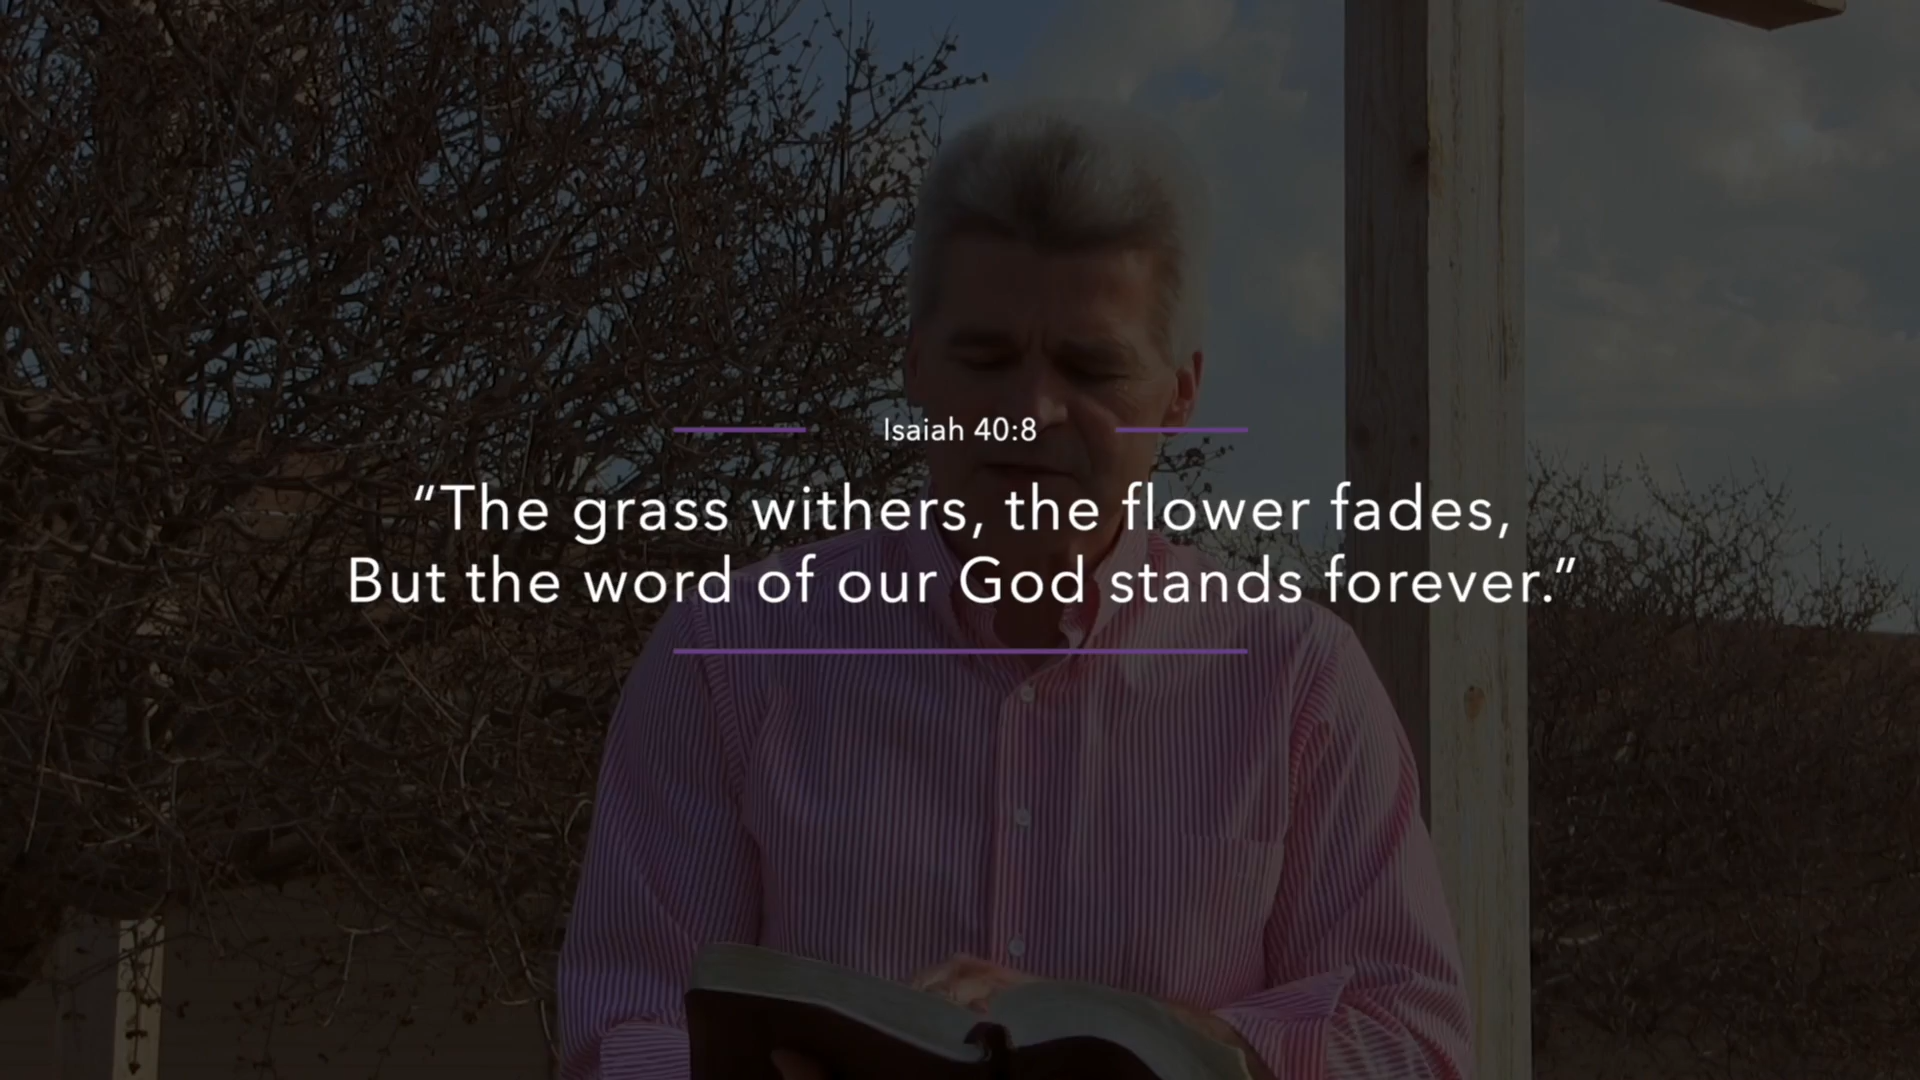 Isaiah 40:8
“The grass withers, the flower fades,
But the word of our God stands forever.”